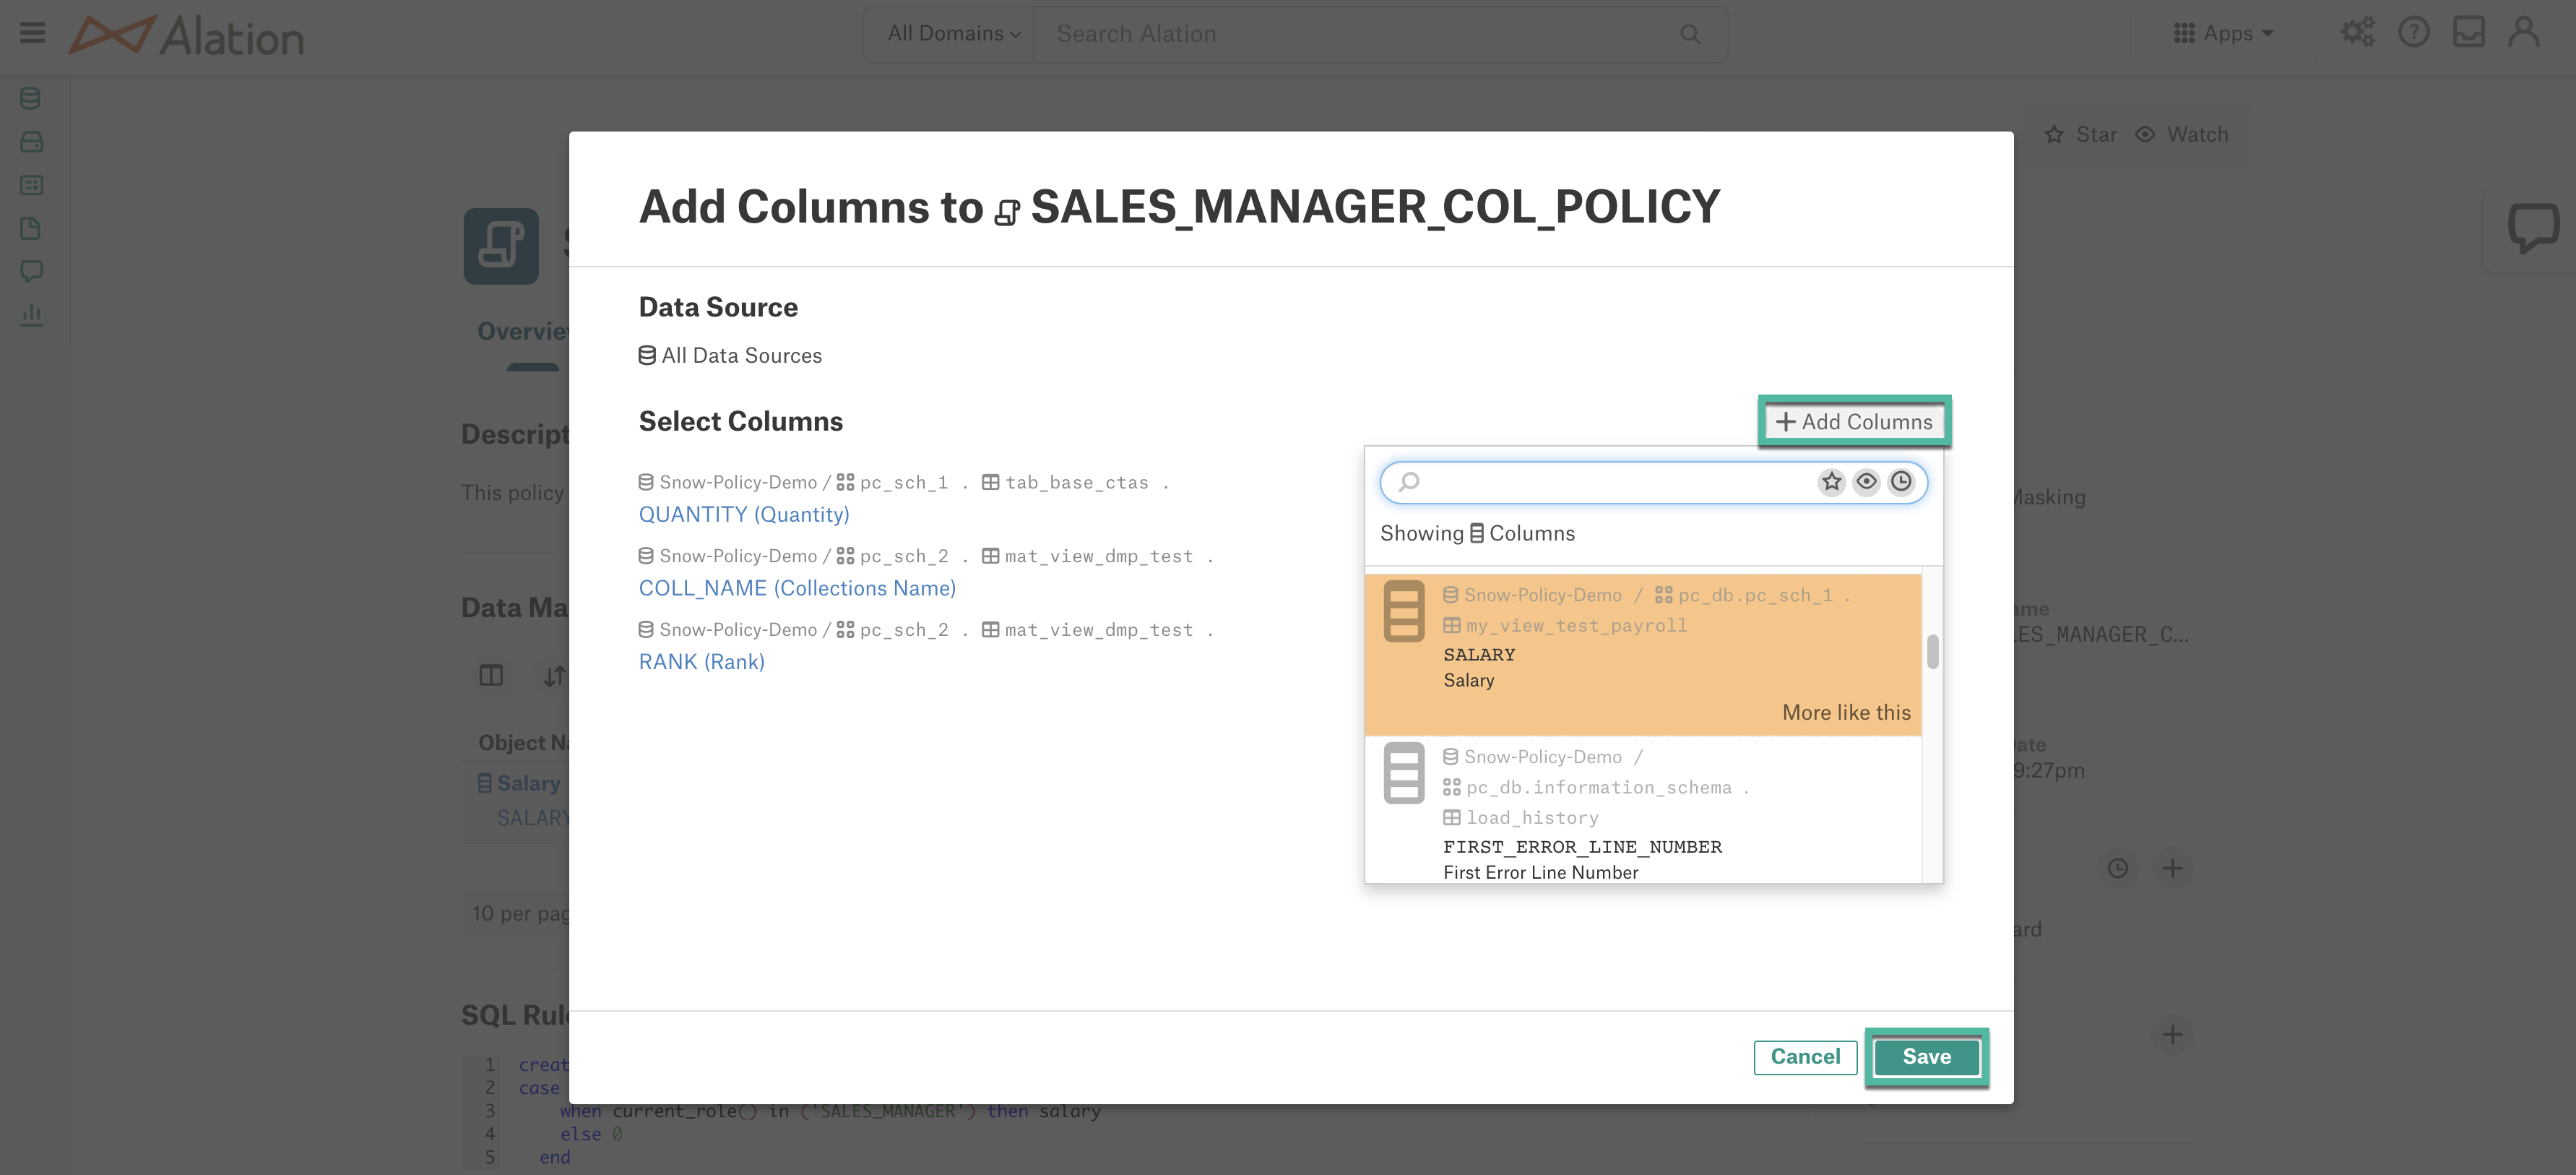 Alation
All Domains
Search Alation
Apps
Star
Watch
Add Columns to SALES_MANAGER_COL_POLICY
Overvie
Data Source
All Data Sources
Descript
Select Columns
Add Columns
This policy
Masking
Snow-Policy-Demo / pc_sch_1 . tab_base_ctas .
QUANTITY (Quantity)
Snow-Policy-Demo / pc_sch_2 . mat_view_dmp_test .
COLL_NAME (Collections Name)
Snow-Policy-Demo / pc_sch_2 . mat_view_dmp_test .
RANK (Rank)
Showing Columns
Snow-Policy-Demo / pc_db.pc_sch_1 .
my_view_test_payroll
SALARY
Salary
More like this
Snow-Policy-Demo /
pc_db.information_schema .
load_history
FIRST_ERROR_LINE_NUMBER
First Error Line Number
Data Ma
ame
ES_MANAGER_C...
Object Na
ate
9:27pm
Salary
SALARY
10 per pag
ard
SQL Rul
Cancel
Save
1 creat
2 case
3 when current_role() in ('SALES_MANAGER') then salary
4 else 0
5 end